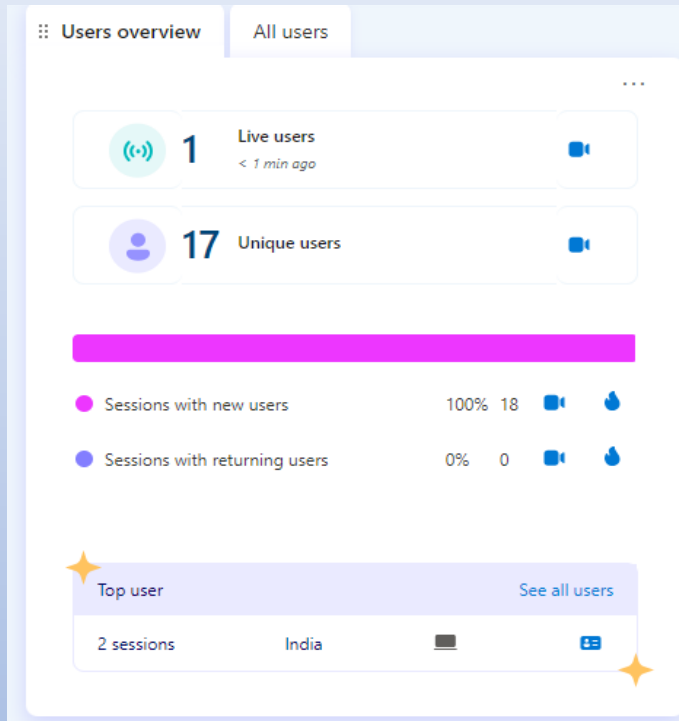 Users overview All users
...
1 Live users
< 1 min ago
17 Unique users
Sessions with new users 100% 18
Sessions with returning users 0% 0
Top user See all users
2 sessions India